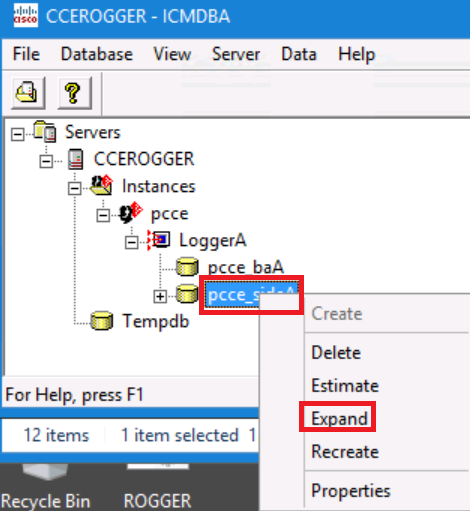 CISCO
CCEROGGER - ICMDBA
File Database View Server Data Help
Servers
CCEROGGER
Instances
pcce
LoggerA
pcce_baA
pcce_sideA
Tempdb
Create
Delete
Estimate
Expand
Recreate
Properties
For Help, press F1
12 items 1 item selected 1
Recycle Bin ROGGER